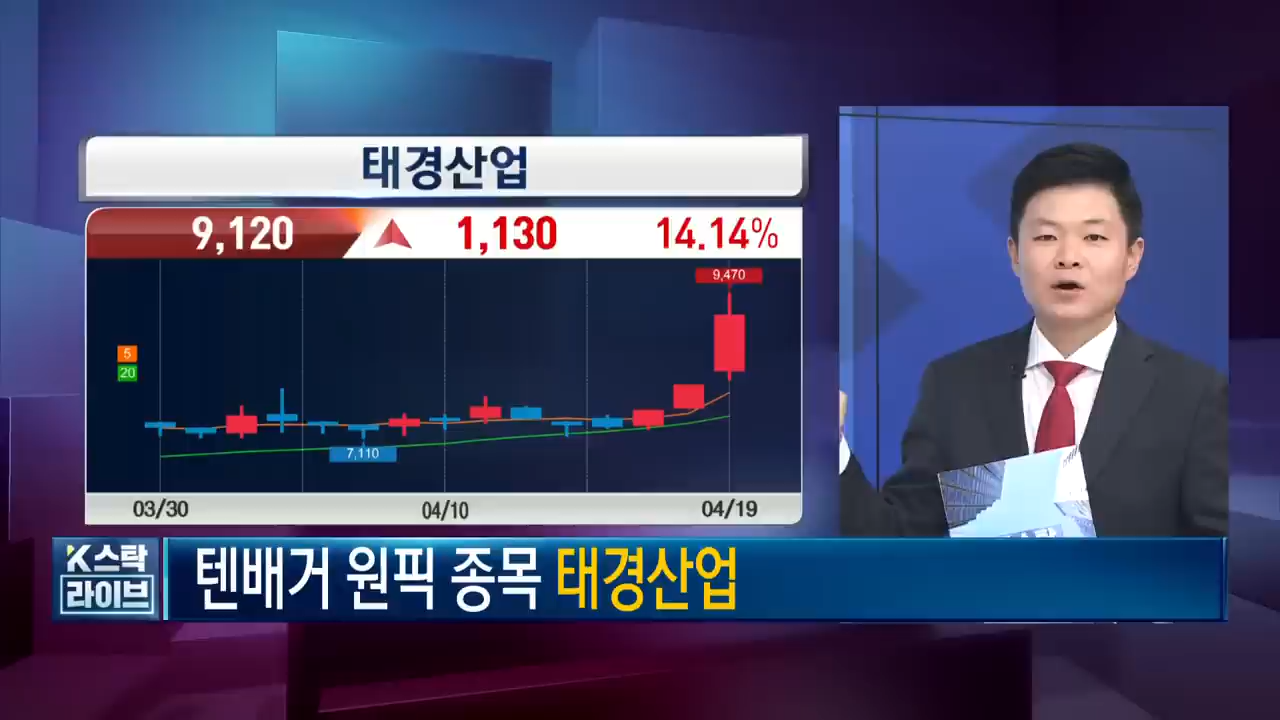 태경산업
9,120 1,130 14.14%
9,470
5
20
7,110
03/30 04/10 04/19
K스탁
라이브
텐배거 원픽 종목 태경산업